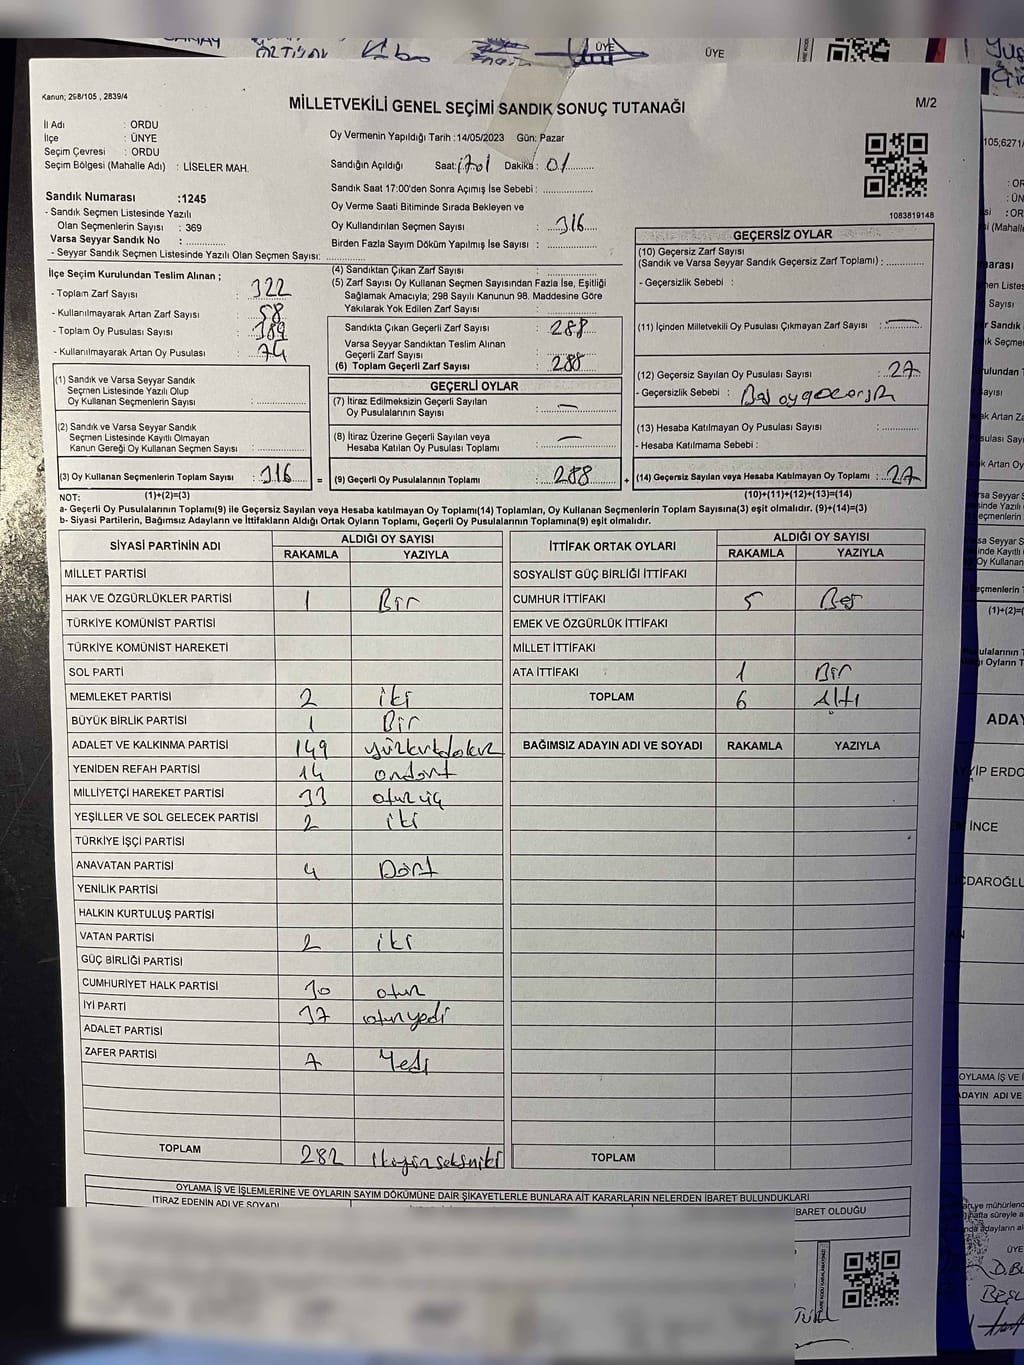 ÜYE
ÜYE
Kanun; 298/105 , 2839/4
MİLLETVEKİLİ GENEL SEÇİMİ SANDIK SONUÇ TUTANAĞI
M/2
İl Adı : ORDU
İlçe : ÜNYE
Seçim Çevresi : ORDU
Seçim Bölgesi (Mahalle Adı) : LİSELER MAH.
Oy Vermenin Yapıldığı Tarih :14/05/2023 Gün: Pazar
Sandığın Açıldığı Saat: Dakika : 01
Sandık Saat 17:00'den Sonra Açımış İse Sebebi :
Sandık Numarası :1245
- Sandık Seçmen Listesinde Yazılı
Olan Seçmenlerin Sayısı : 369
Varsa Seyyar Sandık No :
- Seyyar Sandık Seçmen Listesinde Yazılı Olan Seçmen Sayısı:
Oy Verme Saati Bitiminde Sırada Bekleyen ve
Oy Kullandırılan Seçmen Sayısı : 316
Birden Fazla Sayım Döküm Yapılmış İse Sayısı :
1083819148
İlçe Seçim Kurulundan Teslim Alınan ;
- Toplam Zarf Sayısı : 322
- Kullanılmayarak Artan Zarf Sayısı : 58
- Toplam Oy Pusulası Sayısı : 389
- Kullanılmayarak Artan Oy Pusulası : 74
(4) Sandıktan Çıkan Zarf Sayısı :
(5) Zarf Sayısı Oy Kullanan Seçmen Sayısından Fazla İse, Eşitliği
Sağlamak Amacıyla; 298 Sayılı Kanunun 98. Maddesine Göre
Yakılarak Yok Edilen Zarf Sayısı :
Sandıkta Çıkan Geçerli Zarf Sayısı : 288
Varsa Seyyar Sandıktan Teslim Alınan
Geçerli Zarf Sayısı
(6) Toplam Geçerli Zarf Sayısı : 288
GEÇERSİZ OYLAR
(10) Geçersiz Zarf Sayısı
(Sandık ve Varsa Seyyar Sandık Geçersiz Zarf Toplamı) :
- Geçersizlik Sebebi :
(11) İçinden Milletvekili Oy Pusulası Çıkmayan Zarf Sayısı : —
(12) Geçersiz Sayılan Oy Pusulası Sayısı : 27
- Geçersizlik Sebebi :
(13) Hesaba Katılmayan Oy Pusulası Sayısı :
- Hesaba Katılmama Sebebi :
(14) Geçersiz Sayılan veya Hesaba Katılmayan Oy Toplamı : 27
(1) Sandık ve Varsa Seyyar Sandık
Seçmen Listesinde Yazılı Olup
Oy Kullanan Seçmenlerin Sayısı :
(2) Sandık ve Varsa Seyyar Sandık
Seçmen Listesinde Kayıtlı Olmayan
Kanun Gereği Oy Kullanan Seçmen Sayısı :
(3) Oy Kullanan Seçmenlerin Toplam Sayısı : 316 =
GEÇERLİ OYLAR
(7) İtiraz Edilmeksizin Geçerli Sayılan
Oy Pusulalarının Sayısı : —
(8) İtiraz Üzerine Geçerli Sayılan veya
Hesaba Katılan Oy Pusulası Toplamı : —
(9) Geçerli Oy Pusulalarının Toplamı : 288 +
NOT: (1)+(2)=(3)
(10)+(11)+(12)+(13)=(14)
a- Geçerli Oy Pusulalarının Toplamı(9) ile Geçersiz Sayılan veya Hesaba katılmayan Oy Toplamı(14) Toplamları, Oy Kullanan Seçmenlerin Toplam Sayısına(3) eşit olmalıdır. (9)+(14)=(3)
b- Siyasi Partilerin, Bağımsız Adayların ve İttifakların Aldığı Ortak Oyların Toplamı, Geçerli Oy Pusulalarının Toplamına(9) eşit olmalıdır.
SİYASİ PARTİNİN ADI
ALDIĞI OY SAYISI
RAKAMLA YAZIYLA
MİLLET PARTİSİ
HAK VE ÖZGÜRLÜKLER PARTİSİ 1 Bir
TÜRKİYE KOMÜNİST PARTİSİ
TÜRKİYE KOMÜNİST HAREKETİ
SOL PARTİ
MEMLEKET PARTİSİ 2 iki
BÜYÜK BİRLİK PARTİSİ 1 Bir
ADALET VE KALKINMA PARTİSİ 149 yüzkırkdokuz
YENİDEN REFAH PARTİSİ 14 ondört
MİLLİYETÇİ HAREKET PARTİSİ 33 otuz üç
YEŞİLLER VE SOL GELECEK PARTİSİ 2 iki
TÜRKİYE İŞÇİ PARTİSİ
ANAVATAN PARTİSİ 4 Dört
YENİLİK PARTİSİ
HALKIN KURTULUŞ PARTİSİ
VATAN PARTİSİ 2 iki
GÜÇ BİRLİĞİ PARTİSİ
CUMHURİYET HALK PARTİSİ 30 otuz
İYİ PARTİ 37 otuzyedi
ADALET PARTİSİ
ZAFER PARTİSİ 7 Yedi
TOPLAM 282 ikiyüzsekseniki
İTTİFAK ORTAK OYLARI
ALDIĞI OY SAYISI
RAKAMLA YAZIYLA
SOSYALİST GÜÇ BİRLİĞİ İTTİFAKI
CUMHUR İTTİFAKI 5 Beş
EMEK VE ÖZGÜRLÜK İTTİFAKI
MİLLET İTTİFAKI
ATA İTTİFAKI 1 Bir
TOPLAM 6 Altı
BAĞIMSIZ ADAYIN ADI VE SOYADI RAKAMLA YAZIYLA
TOPLAM
OYLAMA İŞ VE İŞLEMLERİNE VE OYLARIN SAYIM DÖKÜMÜNE DAİR ŞİKAYETLERLE BUNLARA AİT KARARLARIN NELERDEN İBARET BULUNDUKLARI
İTİRAZ EDENİN ADI VE SOYADI
BARET OLDUĞU
ADA
YİP ERDO
İNCE
ÇDAROĞLU
AN
OYLAMA İŞ VE İ
ADAYIN ADI VE
ÜYE